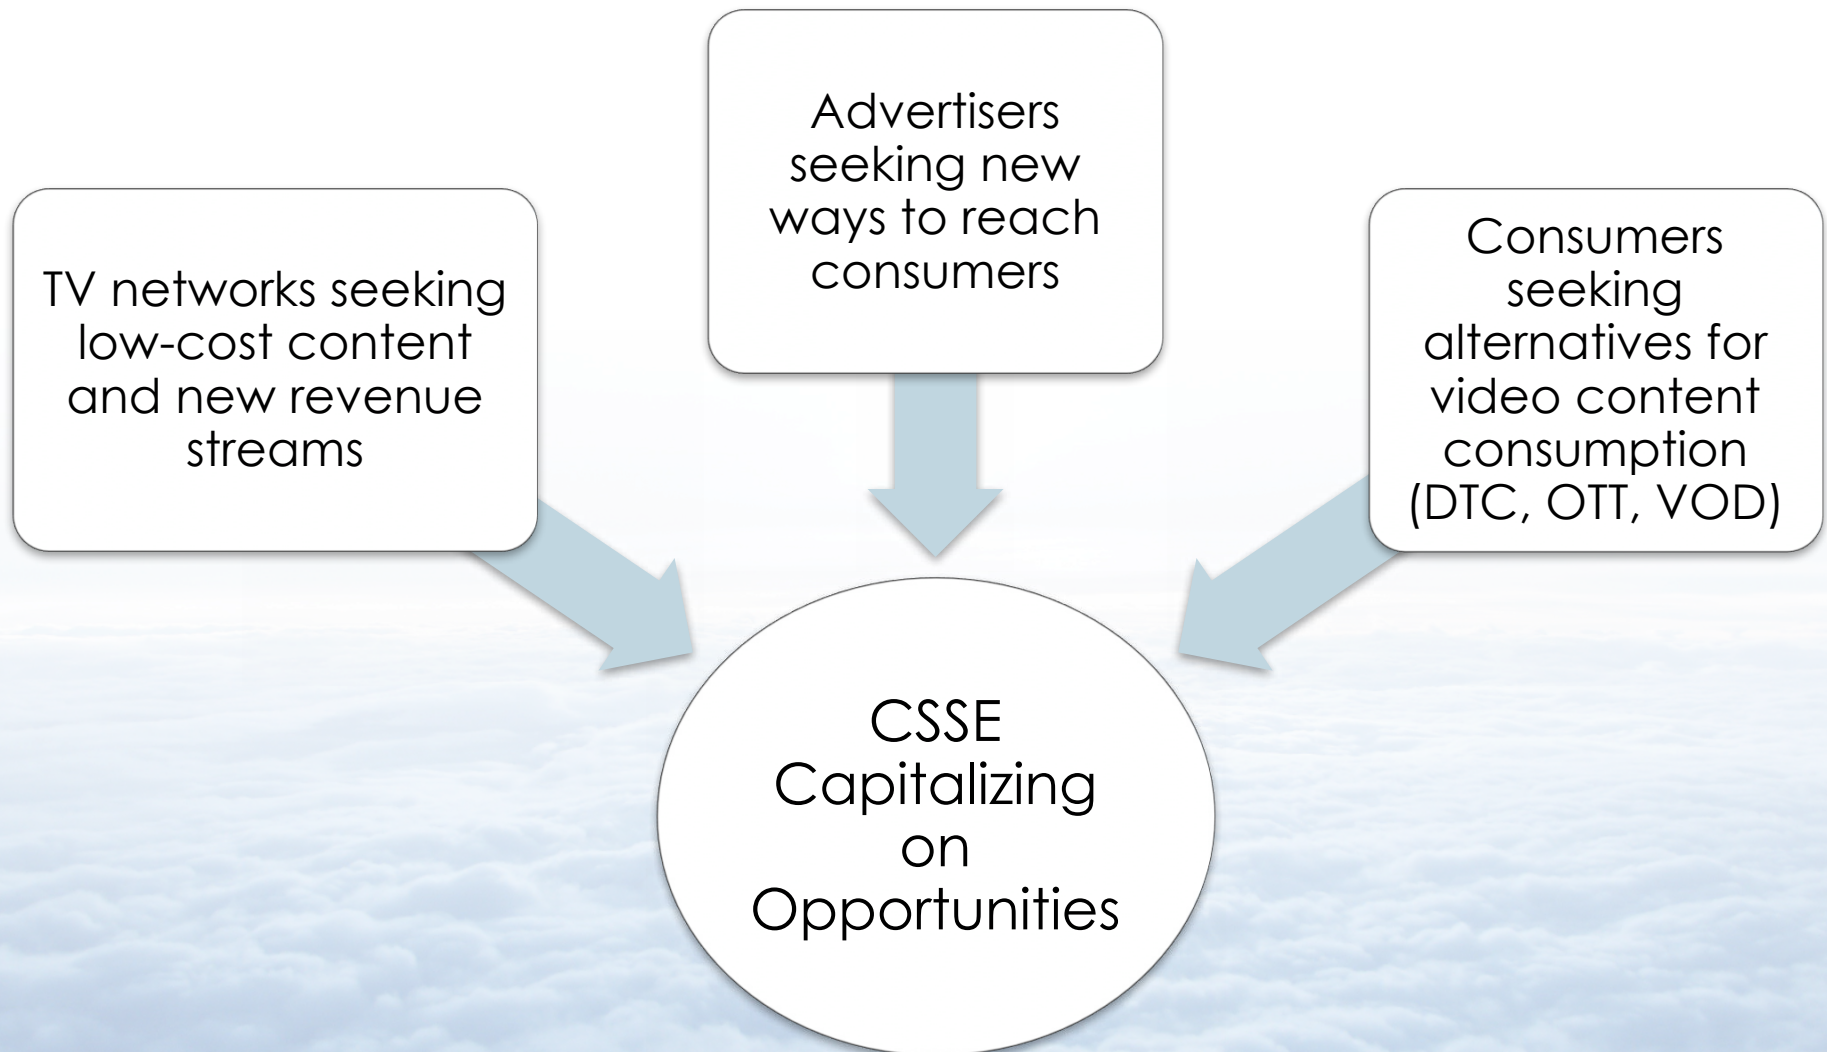 TV networks seeking
low-cost content
and new revenue
streams
Advertisers
seeking new
ways to reach
consumers
Consumers
seeking
alternatives for
video content
consumption
(DTC, OTT, VOD)
CSSE
Capitalizing
on
Opportunities